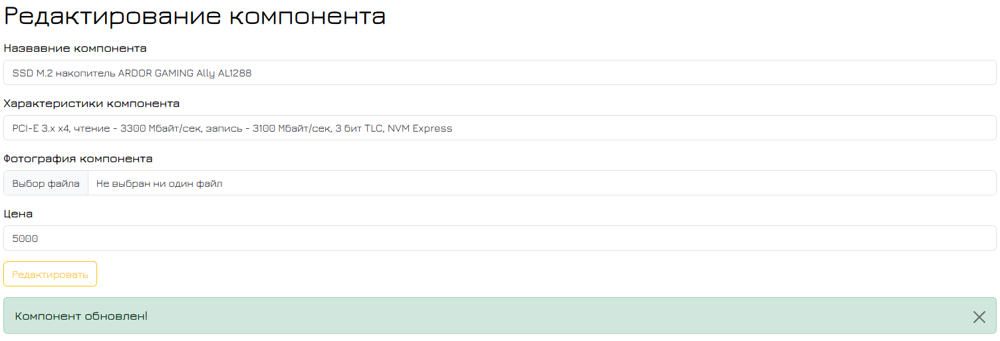 Редактирование компонента
Назвавние компонента
SSD M.2 накопитель ARDOR GAMING Ally AL1288
Характеристики компонента
PCI-E 3.x x4, чтение - 3300 Мбайт/сек, запись - 3100 Мбайт/сек, 3 бит TLC, NVM Express
Фотография компонента
Выбор файла Не выбран ни один файл
Цена
5000
Редактировать
Компонент обновлен!